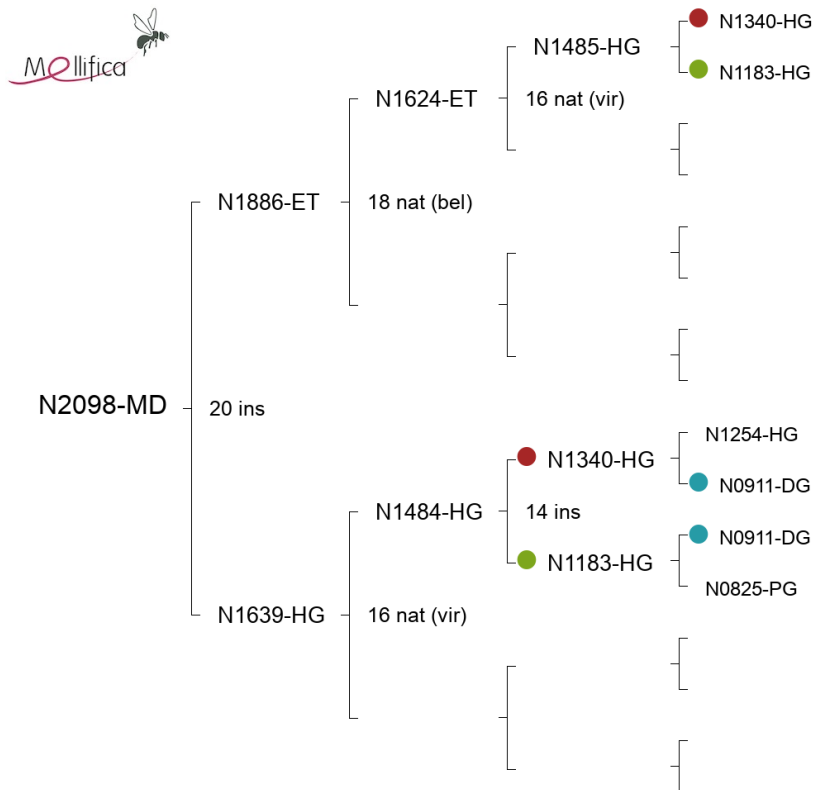 Mellifica
N1340-HG
N1485-HG
N1183-HG
N1624-ET
16 nat (vir)
N1886-ET
18 nat (bel)
N2098-MD
20 ins
N1254-HG
N1340-HG
N0911-DG
N1484-HG
14 ins
N0911-DG
N1183-HG
N0825-PG
N1639-HG
16 nat (vir)